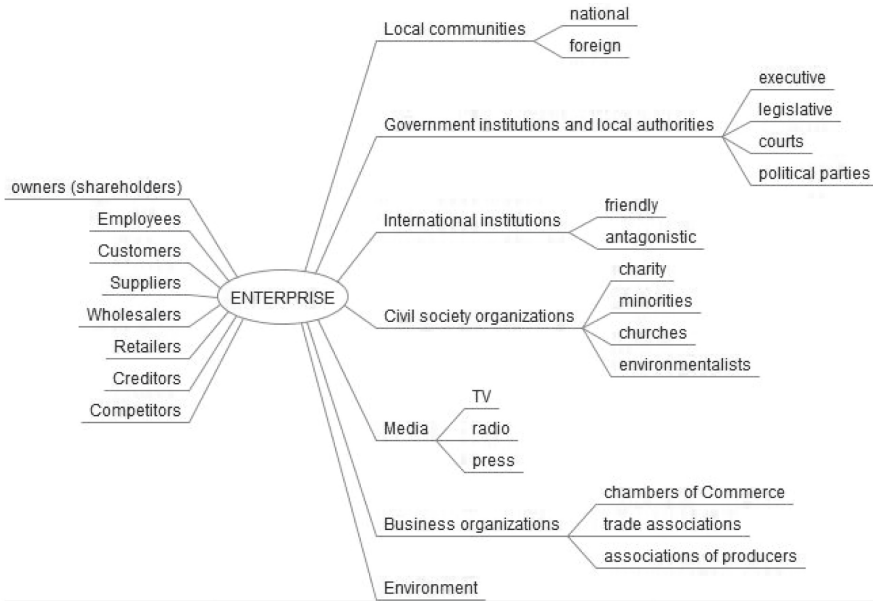 owners (shareholders)
Employees
Customers
Suppliers
Wholesalers
Retailers
Creditors
Competitors
ENTERPRISE
Local communities
national
foreign
Government institutions and local authorities
executive
legislative
courts
political parties
International institutions
friendly
antagonistic
Civil society organizations
charity
minorities
churches
environmentalists
Media
TV
radio
press
Business organizations
chambers of Commerce
trade associations
associations of producers
Environment